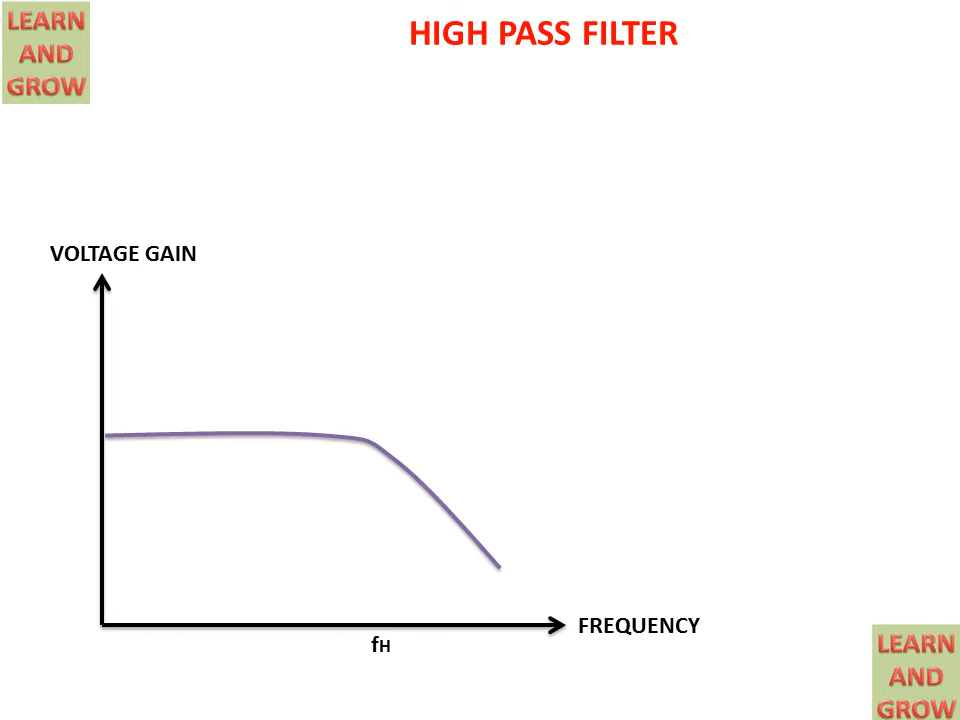 LEARN
AND
GROW
HIGH PASS FILTER
VOLTAGE GAIN
FREQUENCY
fH
LEARN
AND
GROW